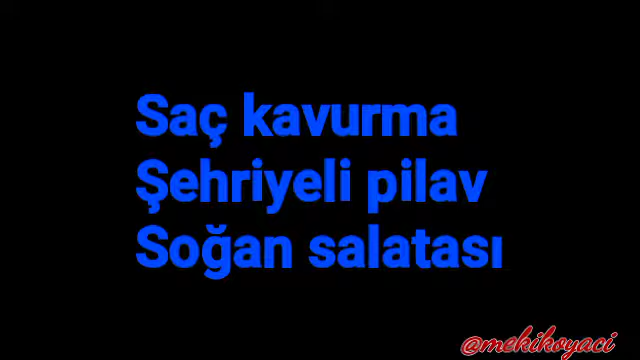 Saç kavurma
Şehriyeli pilav
Soğan salatası
@mekikoyaci